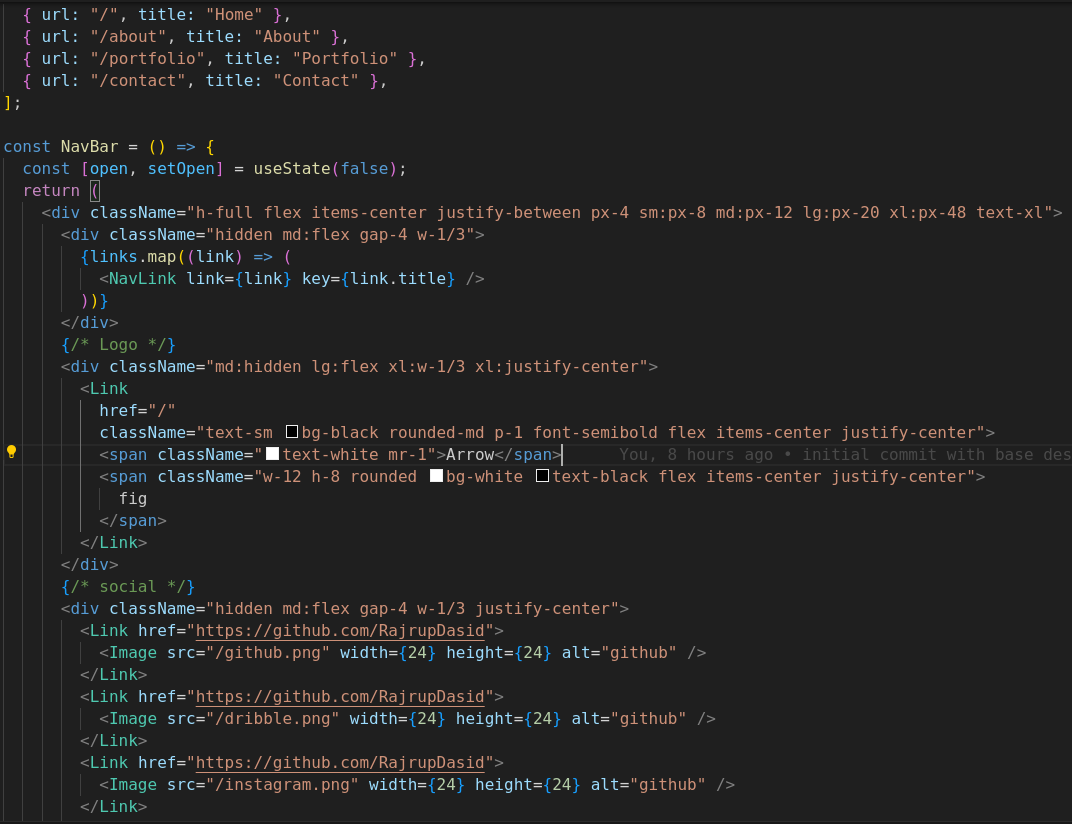 { url: "/", title: "Home" },
{ url: "/about", title: "About" },
{ url: "/portfolio", title: "Portfolio" },
{ url: "/contact", title: "Contact" },
];
const NavBar = () => {
const [open, setOpen] = useState(false);
return (
<div className="h-full flex items-center justify-between px-4 sm:px-8 md:px-12 lg:px-20 xl:px-48 text-xl">
<div className="hidden md:flex gap-4 w-1/3">
{links.map((link) => (
<NavLink link={link} key={link.title} />
))}
</div>
{/* Logo */}
<div className="md:hidden lg:flex xl:w-1/3 xl:justify-center">
<Link
href="/"
className="text-sm bg-black rounded-md p-1 font-semibold flex items-center justify-center">
<span className="text-white mr-1">Arrow</span> You, 8 hours ago • initial commit with base des
<span className="w-12 h-8 rounded bg-white text-black flex items-center justify-center">
fig
</span>
</Link>
</div>
{/* social */}
<div className="hidden md:flex gap-4 w-1/3 justify-center">
<Link href="https://github.com/RajrupDasid">
<Image src="/github.png" width={24} height={24} alt="github" />
</Link>
<Link href="https://github.com/RajrupDasid">
<Image src="/dribble.png" width={24} height={24} alt="github" />
</Link>
<Link href="https://github.com/RajrupDasid">
<Image src="/instagram.png" width={24} height={24} alt="github" />
</Link>